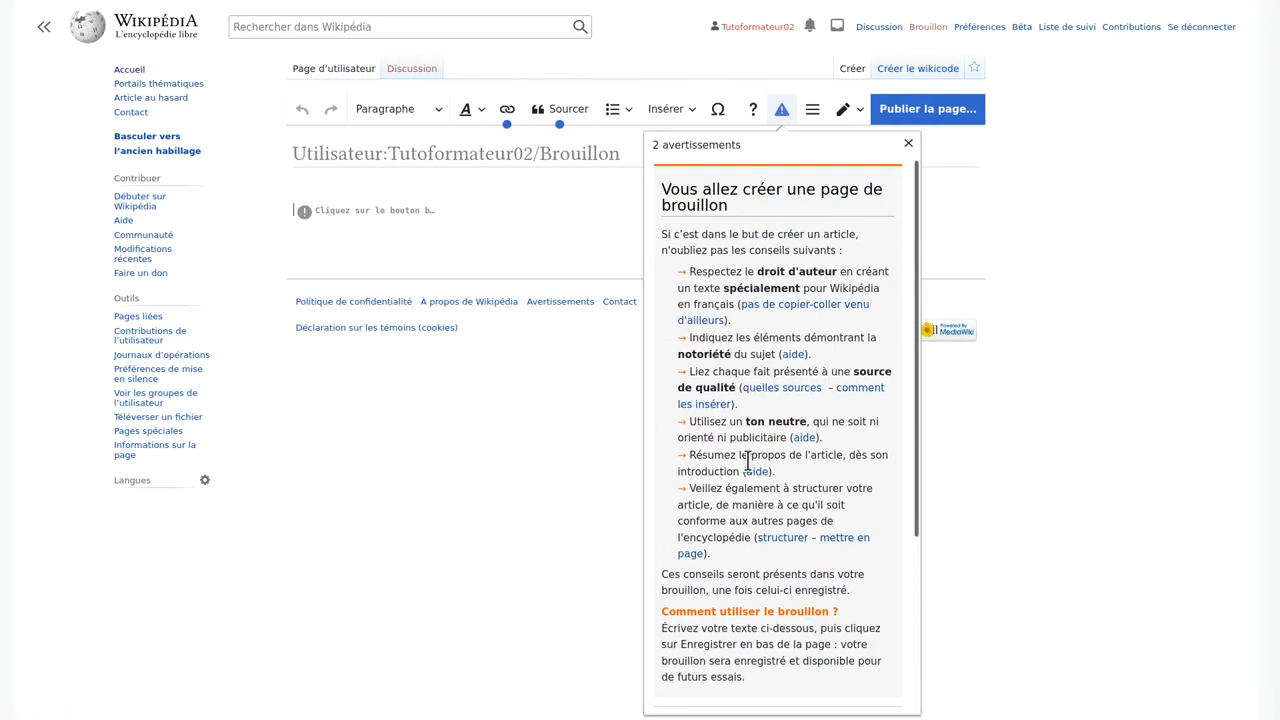 WIKIPÉDIA
L'encyclopédie libre
Rechercher dans Wikipédia
Tutoformateur02
Discussion
Brouillon
Préférences
Bêta
Liste de suivi
Contributions
Se déconnecter
Accueil
Portails thématiques
Article au hasard
Contact
Basculer vers
l'ancien habillage
Contribuer
Débuter sur
Wikipédia
Aide
Communauté
Modifications
récentes
Faire un don
Outils
Pages liées
Contributions de
l'utilisateur
Journaux d'opérations
Préférences de mise
en silence
Voir les groupes de
l'utilisateur
Téléverser un fichier
Pages spéciales
Informations sur la
page
Langues
Page d'utilisateur
Discussion
Créer
Créer le wikicode
Paragraphe
A
Sourcer
Insérer
Ω
?
Publier la page…
Utilisateur:Tutoformateur02/Brouillon
Cliquez sur le bouton b…
Politique de confidentialité
À propos de Wikipédia
Avertissements
Contact
Déclaration sur les témoins (cookies)
Powered By
MediaWiki
2 avertissements
Vous allez créer une page de
brouillon
Si c'est dans le but de créer un article,
n'oubliez pas les conseils suivants :
→ Respectez le droit d'auteur en créant
un texte spécialement pour Wikipédia
en français (pas de copier-coller venu
d'ailleurs).
→ Indiquez les éléments démontrant la
notoriété du sujet (aide).
→ Liez chaque fait présenté à une source
de qualité (quelles sources – comment
les insérer).
→ Utilisez un ton neutre, qui ne soit ni
orienté ni publicitaire (aide).
→ Résumez le propos de l'article, dès son
introduction (aide).
→ Veillez également à structurer votre
article, de manière à ce qu'il soit
conforme aux autres pages de
l'encyclopédie (structurer – mettre en
page).
Ces conseils seront présents dans votre
brouillon, une fois celui-ci enregistré.
Comment utiliser le brouillon ?
Écrivez votre texte ci-dessous, puis cliquez
sur Enregistrer en bas de la page : votre
brouillon sera enregistré et disponible pour
de futurs essais.